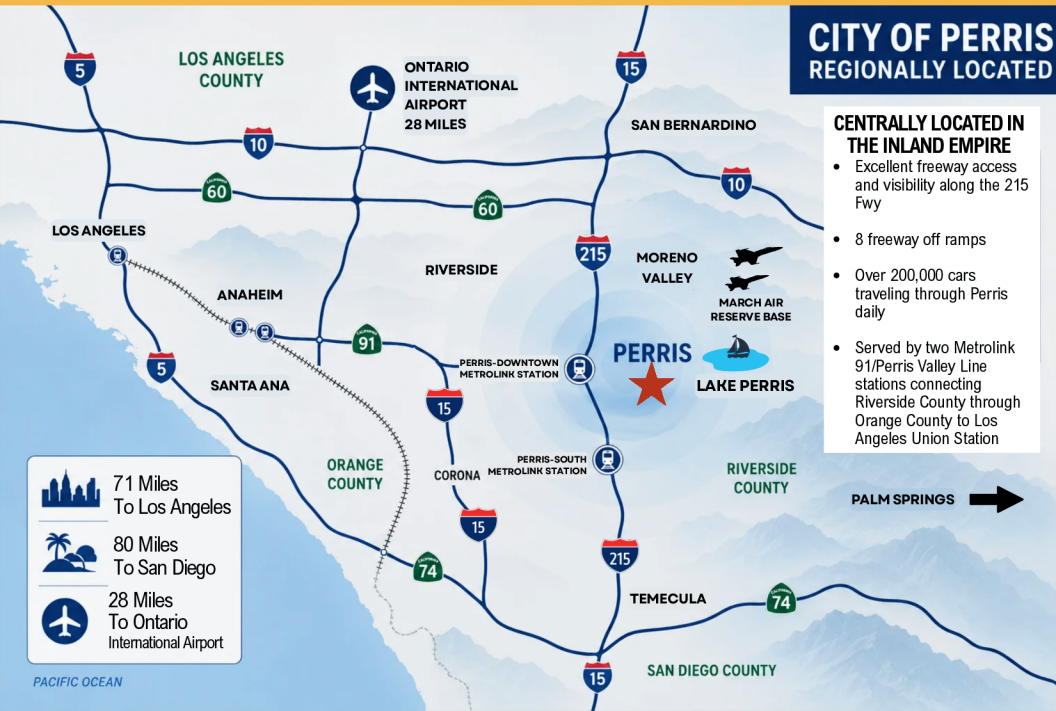 CITY OF PERRIS
REGIONALLY LOCATED
CENTRALLY LOCATED IN
THE INLAND EMPIRE
• Excellent freeway access
and visibility along the 215
Fwy
• 8 freeway off ramps
• Over 200,000 cars
traveling through Perris
daily
• Served by two Metrolink
91/Perris Valley Line
stations connecting
Riverside County through
Orange County to Los
Angeles Union Station
5
LOS ANGELES
COUNTY
ONTARIO
INTERNATIONAL
AIRPORT
28 MILES
15
SAN BERNARDINO
10
10
CALIFORNIA
60
CALIFORNIA
60
LOS ANGELES
215
MORENO
VALLEY
RIVERSIDE
MARCH AIR
RESERVE BASE
ANAHEIM
CALIFORNIA
91
PERRIS
PERRIS-DOWNTOWN
METROLINK STATION
LAKE PERRIS
5
SANTA ANA
15
ORANGE
COUNTY
CORONA
PERRIS-SOUTH
METROLINK STATION
RIVERSIDE
COUNTY
PALM SPRINGS
15
215
CALIFORNIA
74
TEMECULA
CALIFORNIA
74
SAN DIEGO COUNTY
15
71 Miles
To Los Angeles
80 Miles
To San Diego
28 Miles
To Ontario
International Airport
PACIFIC OCEAN